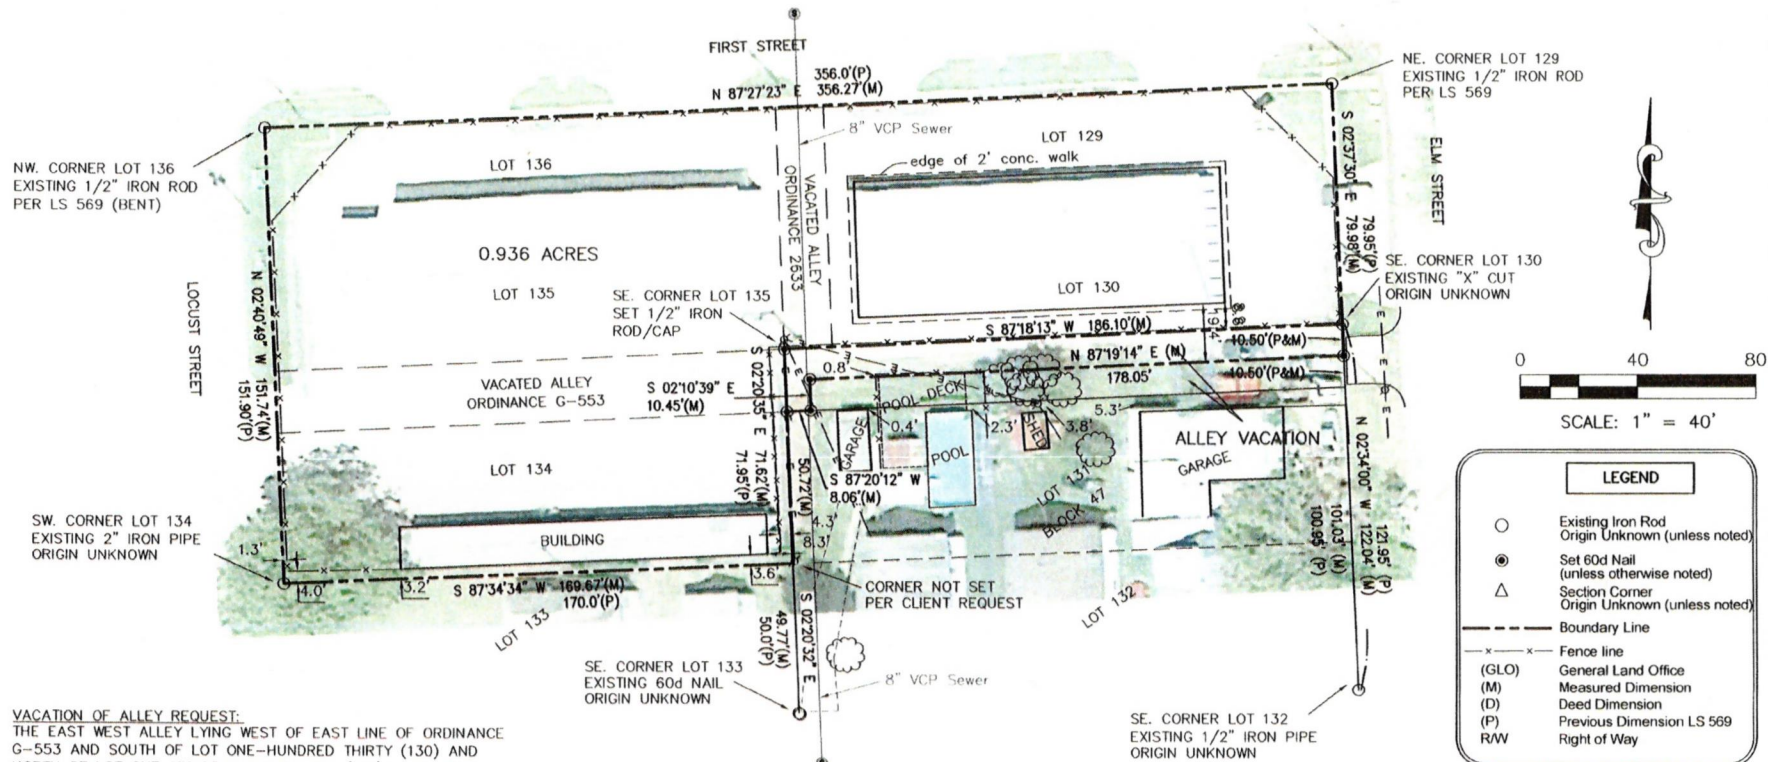 FIRST STREET
356.0'(P)
N 87°27'23" E 356.27'(M)
NE. CORNER LOT 129
EXISTING 1/2" IRON ROD
PER LS 569
8" VCP Sewer
LOT 129
edge of 2' conc. walk
LOT 136
NW. CORNER LOT 136
EXISTING 1/2" IRON ROD
PER LS 569 (BENT)
VACATED ALLEY
ORDINANCE 2633
S 02°37'30" E
79.95'(P)
79.98'(M)
ELM STREET
0.936 ACRES
LOT 135
LOT 130
SE. CORNER LOT 130
EXISTING "X" CUT
ORIGIN UNKNOWN
LOCUST STREET
N 02°40'49" W
151.74'(M)
151.90'(P)
SE. CORNER LOT 135
SET 1/2" IRON
ROD/CAP
S 87°18'13" W 186.10'(M)
19.4'
8.8'
10.50'(P&M)
N 87°19'14" E (M)
178.05'
10.50'(P&M)
0.8'
VACATED ALLEY
ORDINANCE G-553
S 02°10'39" E
10.45'(M)
S 02°20'35" E
71.62'(M)
71.95'(P)
POOL DECK
5.3'
0.4'
2.3'
3.8'
GARAGE
POOL
SHED
ALLEY VACATION
GARAGE
LOT 134
50.72'(M)
S 87°20'12" W
8.06'(M)
LOT 131
BLOCK 47
N 02°34'00" W
101.03' (M)
100.95' (P)
121.95' (P)
122.04' (M)
SW. CORNER LOT 134
EXISTING 2" IRON PIPE
ORIGIN UNKNOWN
BUILDING
4.3'
8.3'
1.3'
4.0'
3.2'
S 87°34'34" W 169.67'(M)
170.0'(P)
3.6'
CORNER NOT SET
PER CLIENT REQUEST
LOT 133
LOT 132
S 02°20'32" E
49.77'(M)
50.0'(P)
SE. CORNER LOT 133
EXISTING 60d NAIL
ORIGIN UNKNOWN
8" VCP Sewer
SE. CORNER LOT 132
EXISTING 1/2" IRON PIPE
ORIGIN UNKNOWN
0 40 80
SCALE: 1" = 40'
LEGEND
Existing Iron Rod
Origin Unknown (unless noted)
Set 60d Nail
(unless otherwise noted)
Section Corner
Origin Unknown (unless noted)
Boundary Line
Fence line
(GLO) General Land Office
(M) Measured Dimension
(D) Deed Dimension
(P) Previous Dimension LS 569
R/W Right of Way
VACATION OF ALLEY REQUEST:
THE EAST WEST ALLEY LYING WEST OF EAST LINE OF ORDINANCE
G-553 AND SOUTH OF LOT ONE-HUNDRED THIRTY (130) AND